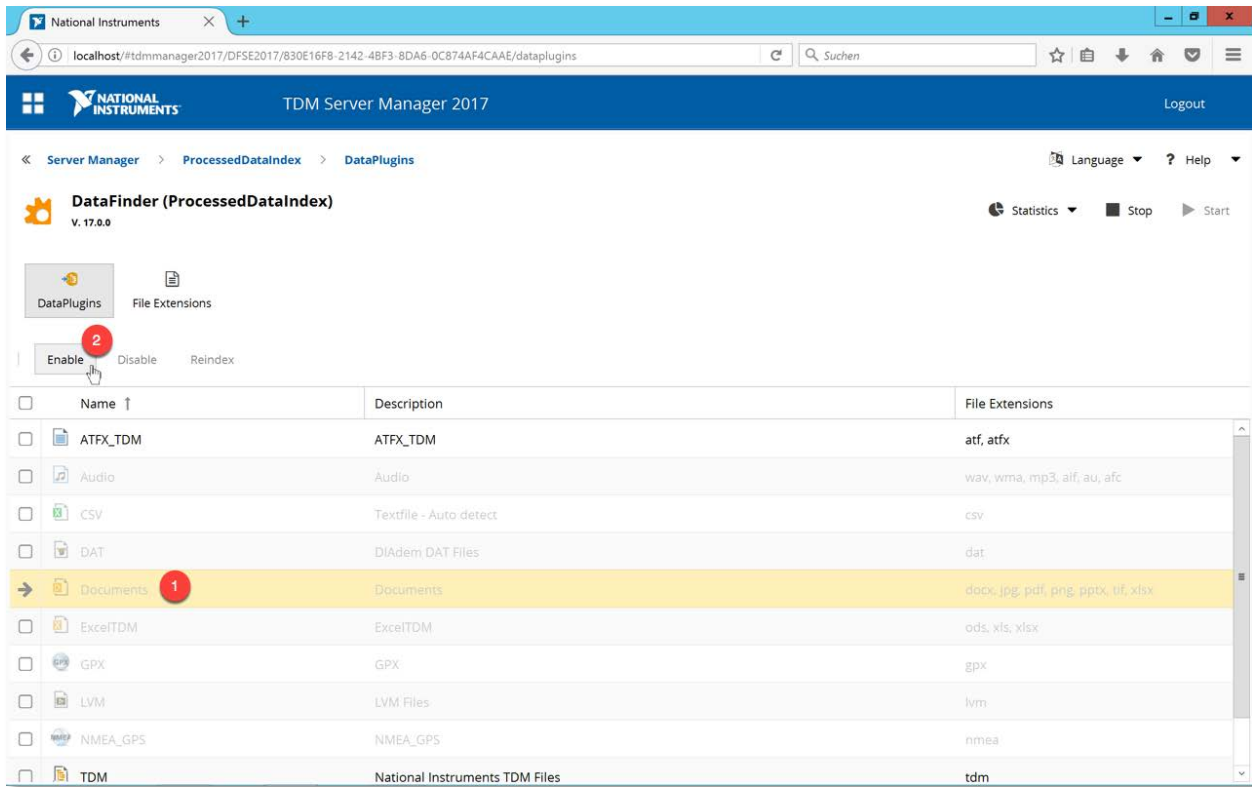 National Instruments
localhost/#tdmmanager2017/DFSE2017/830E16F8-2142-4BF3-8DA6-0C874AF4CAAE/dataplugins
Suchen
NATIONAL INSTRUMENTS
TDM Server Manager 2017
Logout
« Server Manager > ProcessedDataIndex > DataPlugins
Language
? Help
DataFinder (ProcessedDataIndex)
V. 17.0.0
Statistics
Stop
Start
DataPlugins
File Extensions
2
Enable
Disable
Reindex
Name ↑ Description File Extensions
ATFX_TDM ATFX_TDM atf, atfx
Audio Audio wav, wma, mp3, aif, au, afc
CSV Textfile - Auto detect csv
DAT DIAdem DAT Files dat
Documents 1 Documents docx, jpg, pdf, png, pptx, tif, xlsx
ExcelTDM ExcelTDM ods, xls, xlsx
GPX GPX gpx
LVM LVM Files lvm
NMEA_GPS NMEA_GPS nmea
TDM National Instruments TDM Files tdm